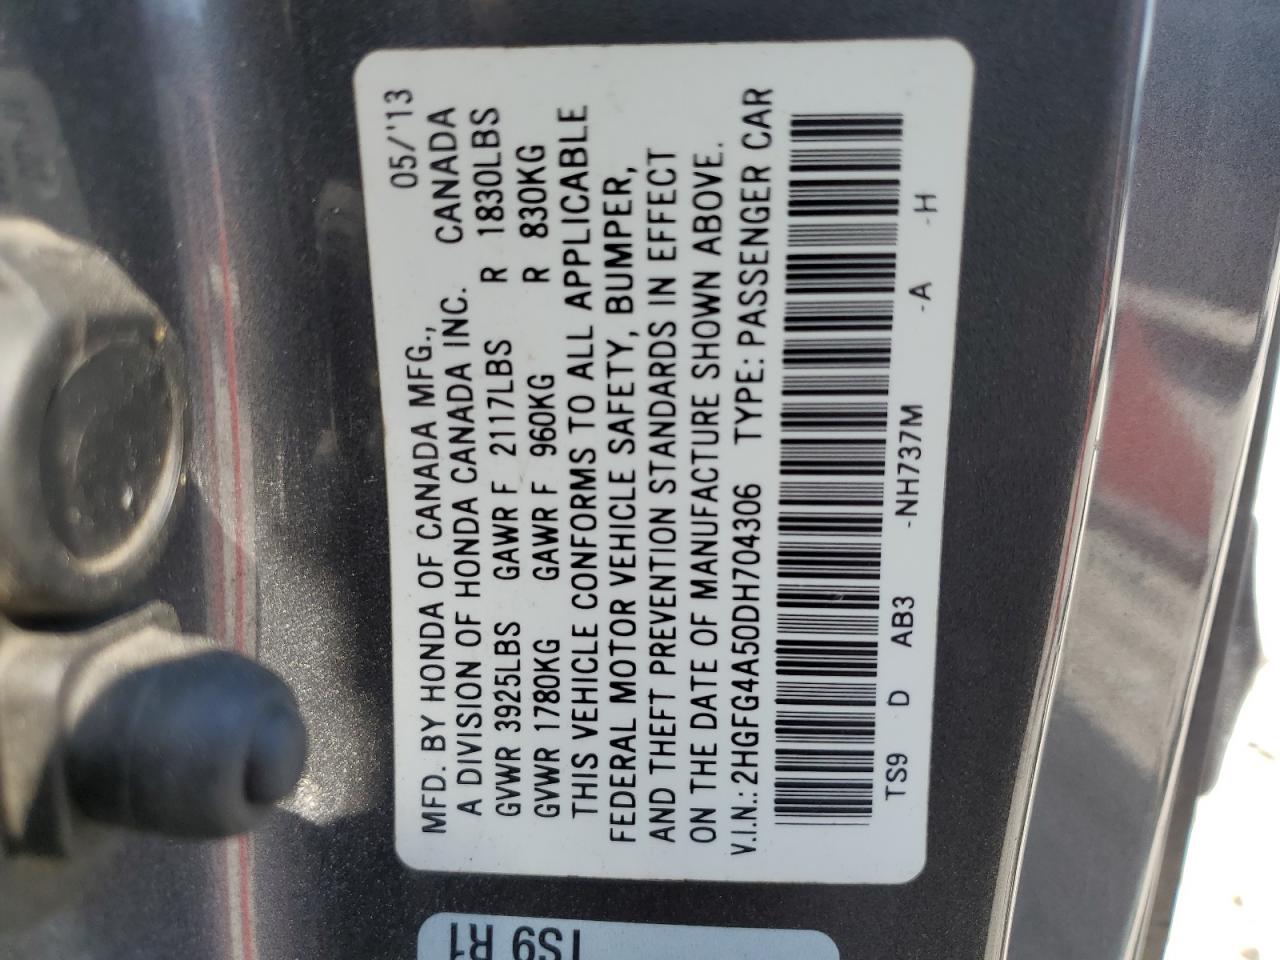 05/'13
MFD. BY HONDA OF CANADA MFG.,
A DIVISION OF HONDA CANADA INC. CANADA
GVWR 3925LBS GAWR F 2117LBS R 1830LBS
GVWR 1780KG GAWR F 960KG R 830KG
THIS VEHICLE CONFORMS TO ALL APPLICABLE
FEDERAL MOTOR VEHICLE SAFETY, BUMPER,
AND THEFT PREVENTION STANDARDS IN EFFECT
ON THE DATE OF MANUFACTURE SHOWN ABOVE.
V.I.N.: 2HGFG4A50DH704306 TYPE: PASSENGER CAR
TS9 D AB3 -NH737M -A -H
TS9
R1